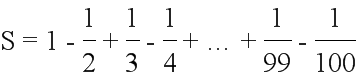 S = 1 - 1/2 + 1/3 - 1/4 + ... + 1/99 - 1/100